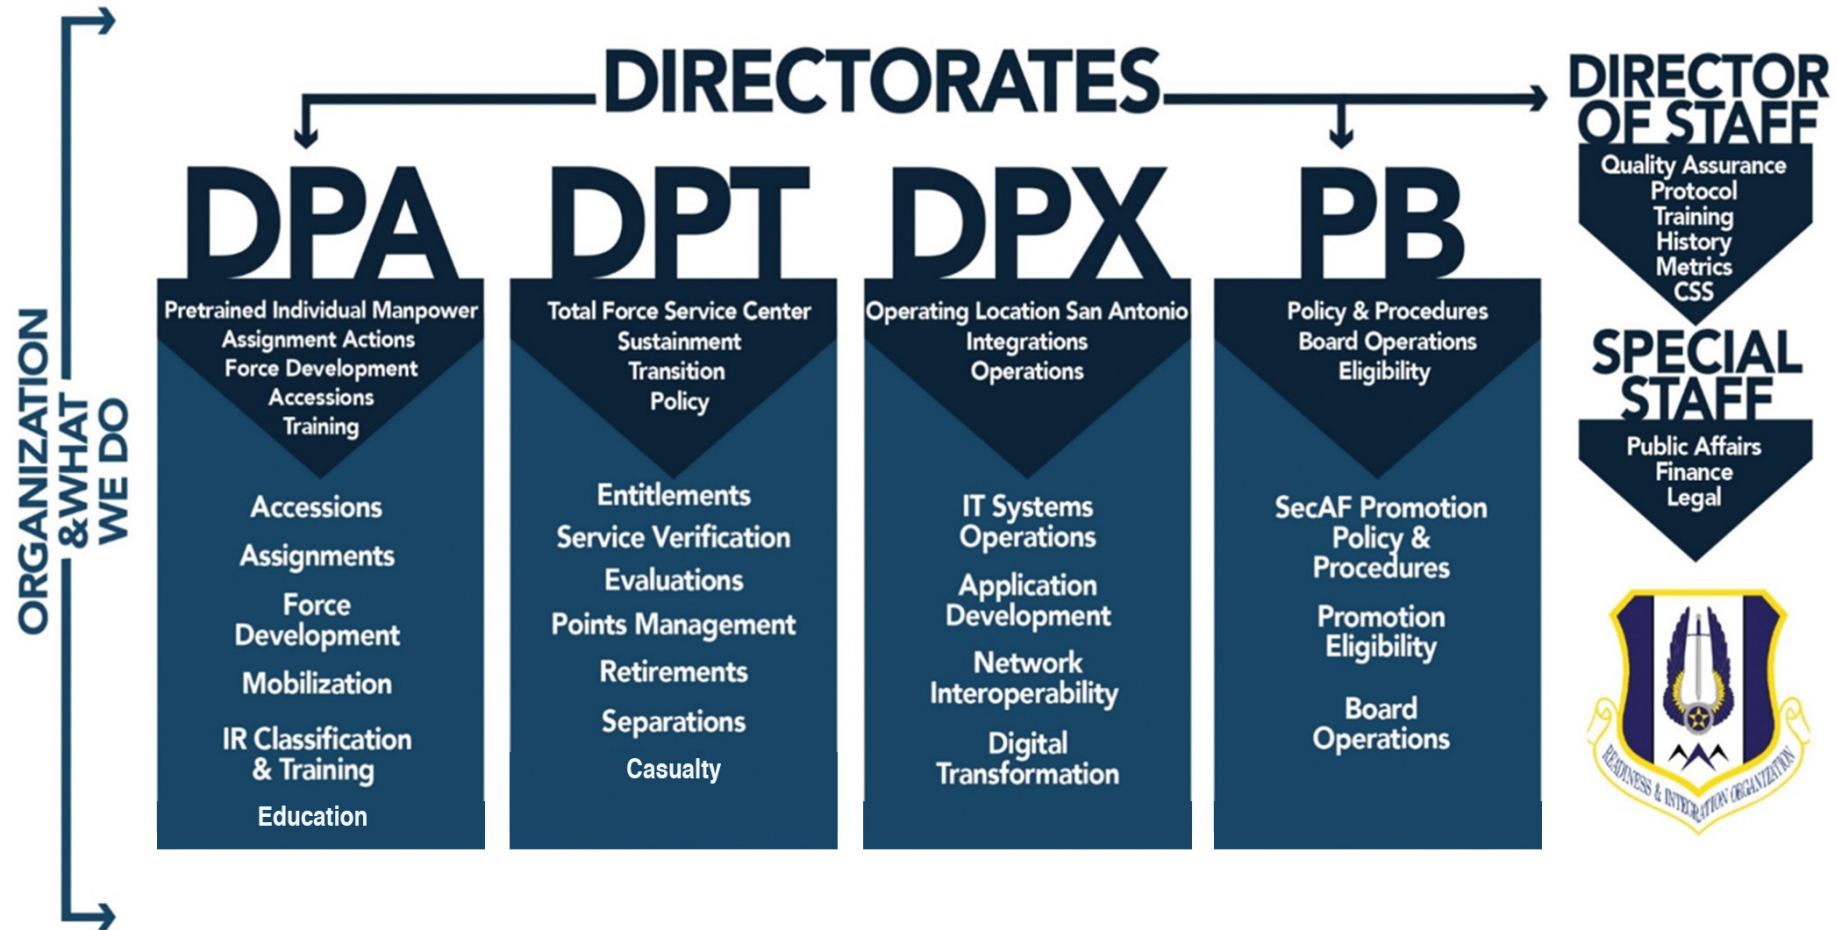 ORGANIZATION
&WHAT
WE DO
DIRECTORATES
DPA
Pretrained Individual Manpower
Assignment Actions
Force Development
Accessions
Training
Accessions
Assignments
Force
Development
Mobilization
IR Classification
& Training
Education
DPT
Total Force Service Center
Sustainment
Transition
Policy
Entitlements
Service Verification
Evaluations
Points Management
Retirements
Separations
Casualty
DPX
Operating Location San Antonio
Integrations
Operations
IT Systems
Operations
Application
Development
Network
Interoperability
Digital
Transformation
PB
Policy & Procedures
Board Operations
Eligibility
SecAF Promotion
Policy &
Procedures
Promotion
Eligibility
Board
Operations
DIRECTOR
OF STAFF
Quality Assurance
Protocol
Training
History
Metrics
CSS
SPECIAL
STAFF
Public Affairs
Finance
Legal
READINESS & INTEGRATION ORGANIZATION